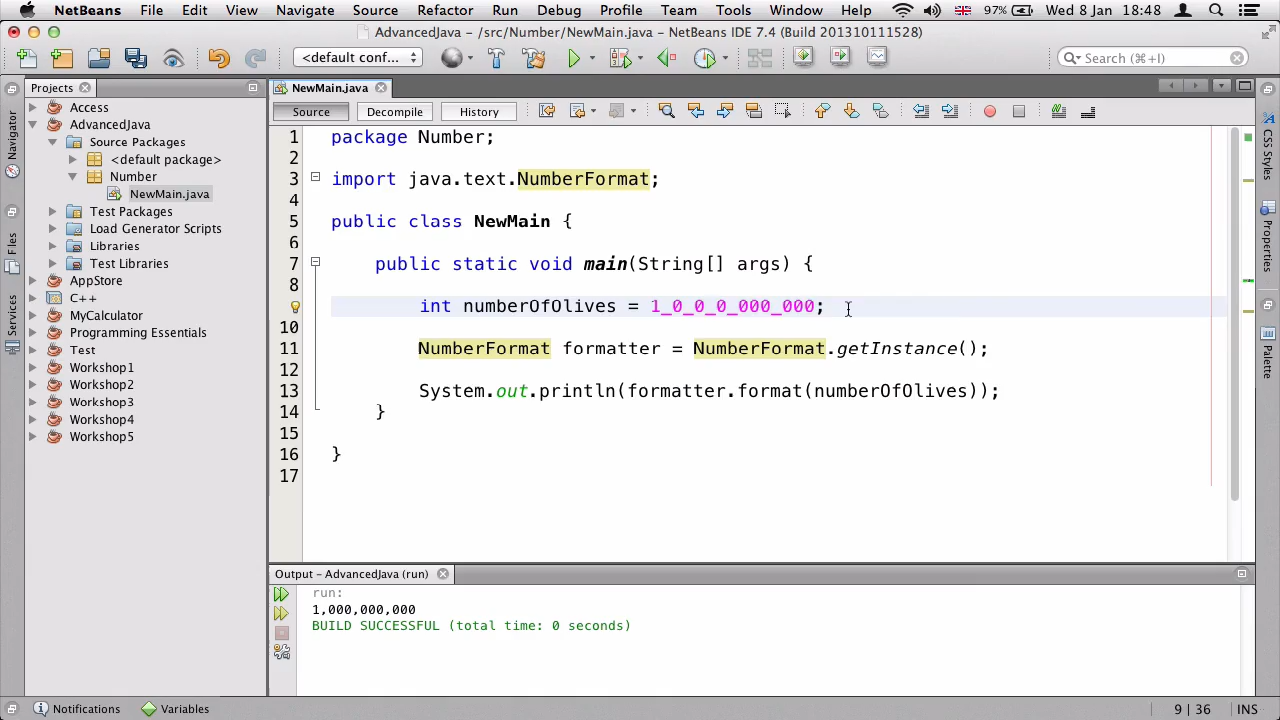 NetBeans File Edit View Navigate Source Refactor Run Debug Profile Team Tools Window Help 97% Wed 8 Jan 18:48
AdvancedJava - /src/Number/NewMain.java - NetBeans IDE 7.4 (Build 201310111528)
<default conf... Search (⌘+I)
Projects
NewMain.java
Source Decompile History
Navigator
Files
Services
Access
AdvancedJava
Source Packages
<default package>
Number
NewMain.java
Test Packages
Load Generator Scripts
Libraries
Test Libraries
AppStore
C++
MyCalculator
Programming Essentials
Test
Workshop1
Workshop2
Workshop3
Workshop4
Workshop5
1 package Number;
2
3 import java.text.NumberFormat;
4
5 public class NewMain {
6
7 public static void main(String[] args) {
8
int numberOfOlives = 1_0_0_0_000_000;
10
11 NumberFormat formatter = NumberFormat.getInstance();
12
13 System.out.println(formatter.format(numberOfOlives));
14 }
15
16 }
17
CSS Styles
Properties
Palette
Output - AdvancedJava (run)
run:
1,000,000,000
BUILD SUCCESSFUL (total time: 0 seconds)
Notifications Variables 9 | 36 INS